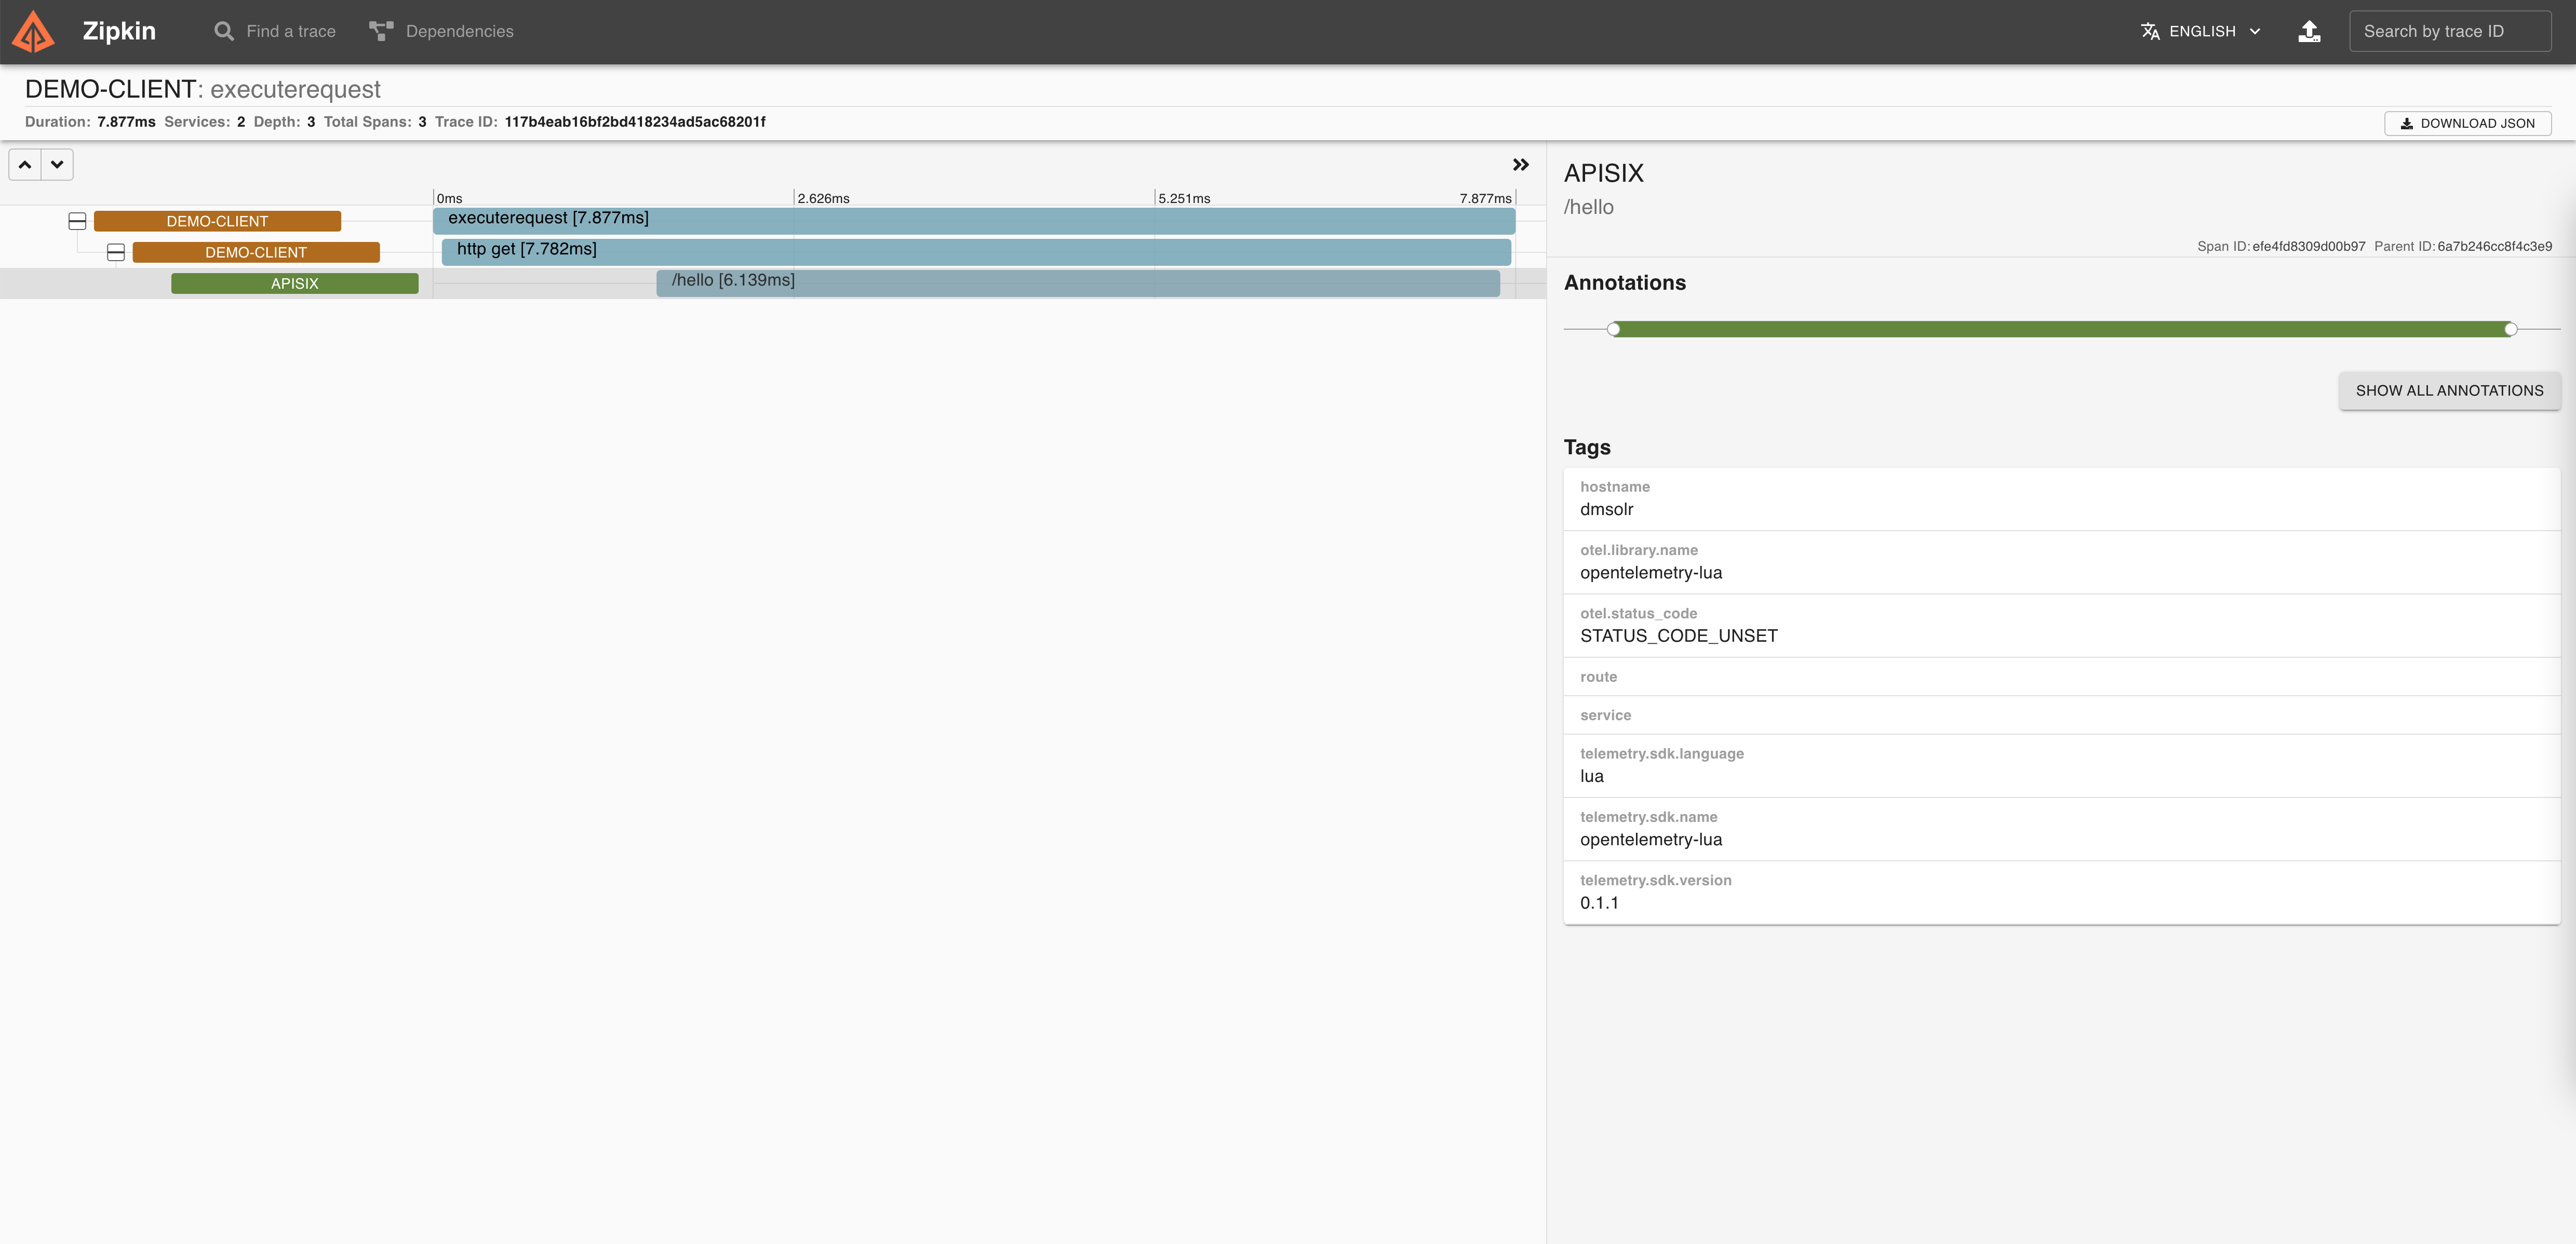 Zipkin
Find a trace
Dependencies
ENGLISH
Search by trace ID
DEMO-CLIENT: executerequest
Duration: 7.877ms Services: 2 Depth: 3 Total Spans: 3 Trace ID: 117b4eab16bf2bd418234ad5ac68201f
DOWNLOAD JSON
0ms
2.626ms
5.251ms
7.877ms
DEMO-CLIENT
executerequest [7.877ms]
DEMO-CLIENT
http get [7.782ms]
APISIX
/hello [6.139ms]
APISIX
/hello
Span ID: efe4fd8309d00b97 Parent ID: 6a7b246cc8f4c3e9
Annotations
SHOW ALL ANNOTATIONS
Tags
hostname
dmsolr
otel.library.name
opentelemetry-lua
otel.status_code
STATUS_CODE_UNSET
route
service
telemetry.sdk.language
lua
telemetry.sdk.name
opentelemetry-lua
telemetry.sdk.version
0.1.1